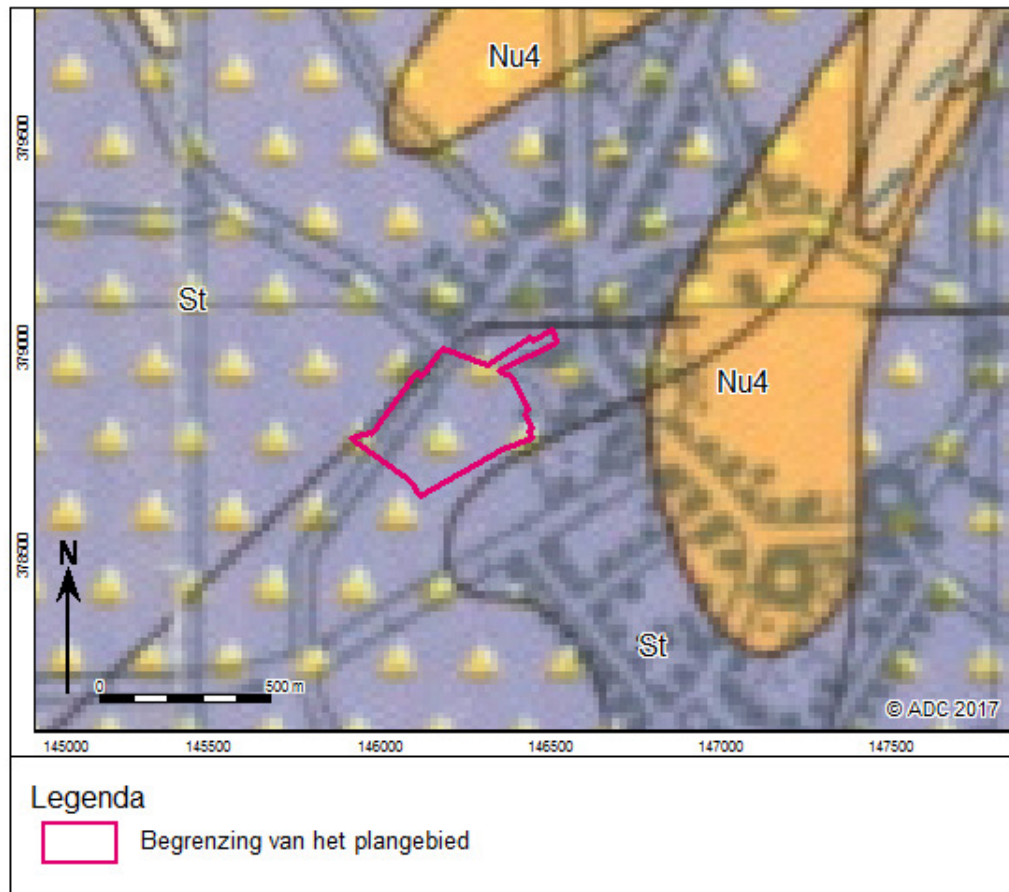 Nu4
379500
St
379000
Nu4
378500
N
St
0 500 m
© ADC 2017
145000 145500 146000 146500 147000 147500
Legenda
Begrenzing van het plangebied